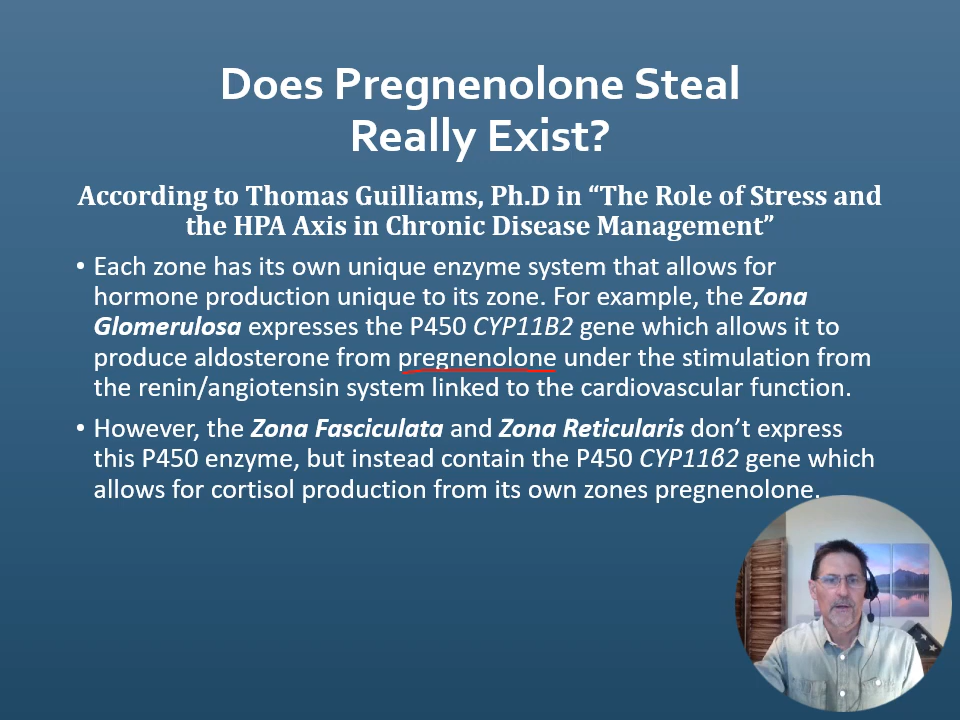 Does Pregnenolone Steal
Really Exist?
According to Thomas Guilliams, Ph.D in “The Role of Stress and
the HPA Axis in Chronic Disease Management”
• Each zone has its own unique enzyme system that allows for
hormone production unique to its zone. For example, the Zona
Glomerulosa expresses the P450 CYP11B2 gene which allows it to
produce aldosterone from pregnenolone under the stimulation from
the renin/angiotensin system linked to the cardiovascular function.
• However, the Zona Fasciculata and Zona Reticularis don’t express
this P450 enzyme, but instead contain the P450 CYP11β2 gene which
allows for cortisol production from its own zones pregnenolone.